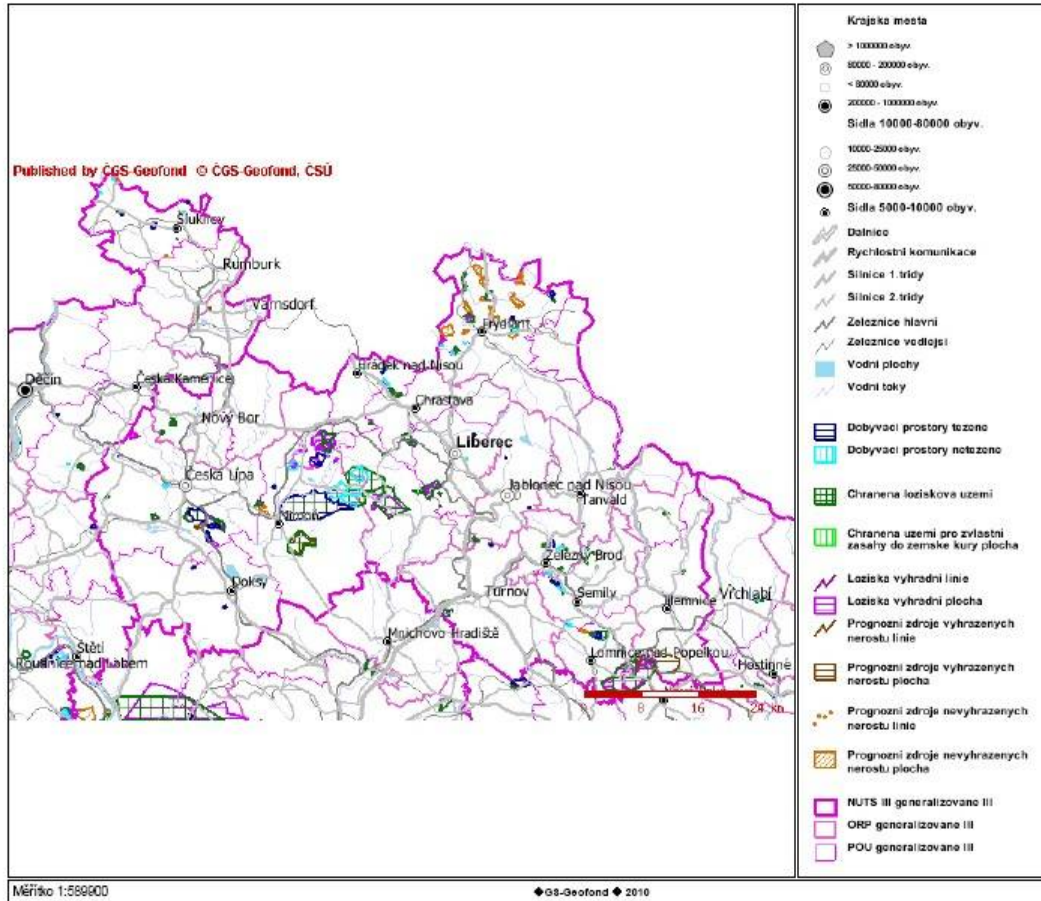 Published by ČGS-Geofond © ČGS-Geofond, ČSÚ
Rumburk
Varnsdorf
Frýdlant
Hrádek nad Nisou
Děčín
Česká Kamenice
Chrastava
Nový Bor
Liberec
Česká Lípa
Jablonec nad Nisou
Tanvald
Mimoň
Železný Brod
Doksy
Turnov
Semily
Jilemnice
Vrchlabí
Mnichovo Hradiště
Štětí
Roudnice nad Labem
Lomnice nad Popelkou
Hostinné
8 16 24 km
Krajska mesta
> 1000000 obyv.
80000 - 200000 obyv.
< 80000 obyv.
200000 - 1000000 obyv.
Sidla 10000-80000 obyv.
10000-25000 obyv.
25000-50000 obyv.
50000-80000 obyv.
Sidla 5000-10000 obyv.
Dalnice
Rychlostni komunikace
Silnice 1.tridy
Silnice 2.tridy
Zeleznice hlavni
Zeleznice vedlejsi
Vodni plochy
Vodni toky
Dobyvaci prostory tezene
Dobyvaci prostory netezene
Chranena loziskova uzemi
Chranena uzemi pro zvlastni
zasahy do zemske kury plocha
Loziska vyhradni linie
Loziska vyhradni plocha
Prognozni zdroje vyhrazenych
nerostu linie
Prognozni zdroje vyhrazenych
nerostu plocha
Prognozni zdroje nevyhrazenych
nerostu linie
Prognozni zdroje nevyhrazenych
nerostu plocha
NUTS III generalizovane III
ORP generalizovane III
POU generalizovane III
Měřítko 1:589900
◆GS-Geofond ◆ 2010